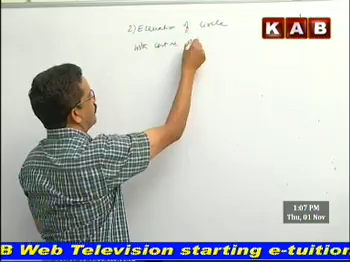 2) Equation of Circle
with centre
KAB
1:07 PM
Thu, 01 Nov
B Web Television starting e-tuition